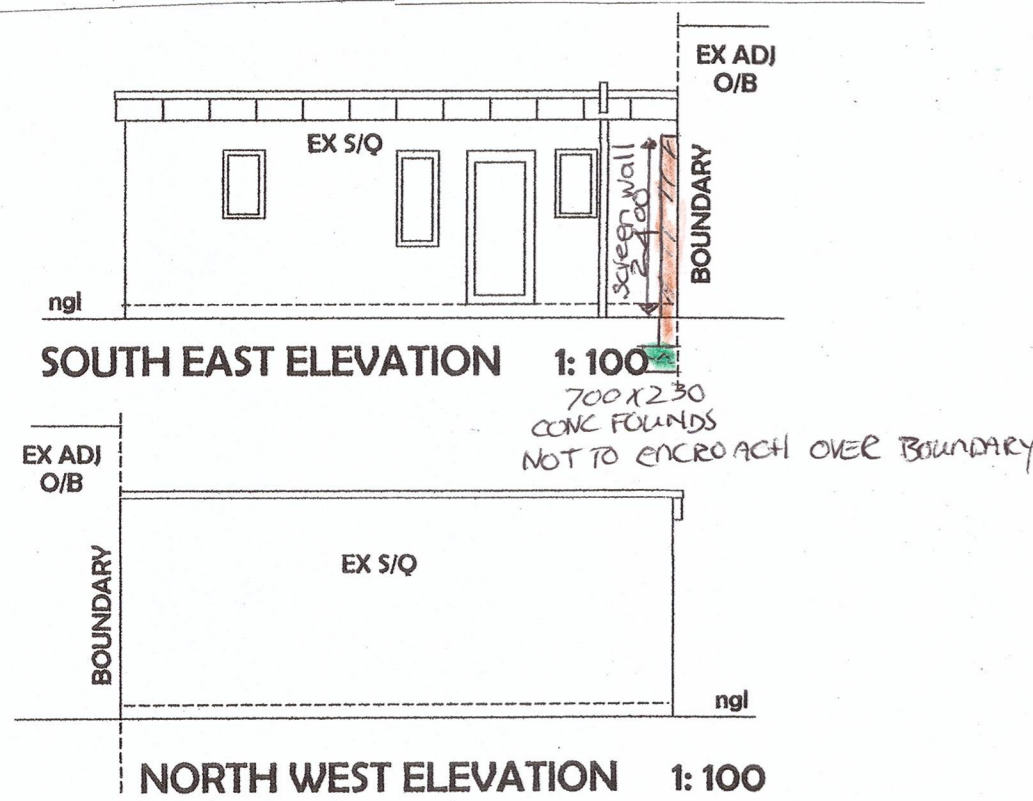 EX ADJ
O/B
EX S/Q
screen wall
2400
BOUNDARY
ngl
SOUTH EAST ELEVATION 1: 100
700 X 230
CONC FOUNDS
NOT TO ENCROACH OVER BOUNDARY
EX ADJ
O/B
EX S/Q
BOUNDARY
ngl
NORTH WEST ELEVATION 1: 100